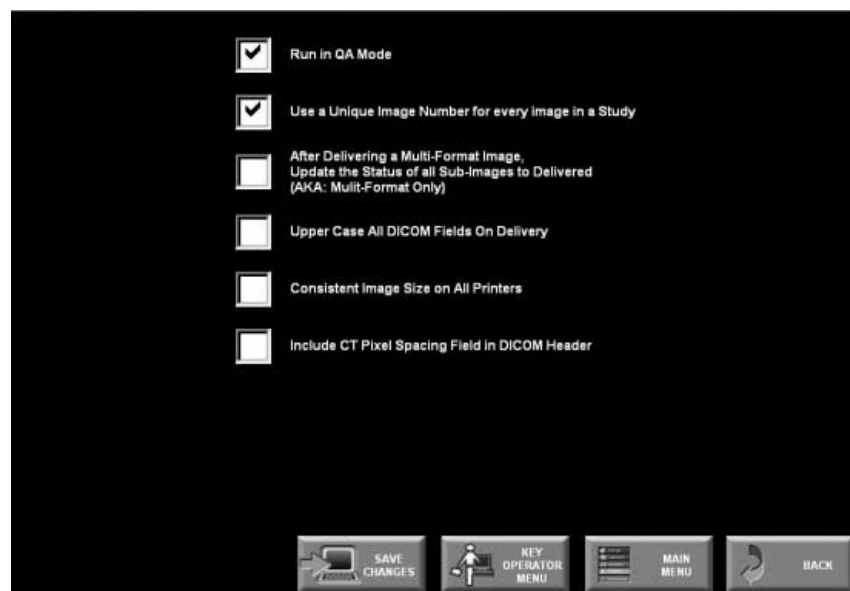 Run in QA Mode
Use a Unique Image Number for every image in a Study
After Delivering a Multi-Format Image,
Update the Status of all Sub-Images to Delivered
(AKA: Mulit-Format Only)
Upper Case All DICOM Fields On Delivery
Consistent Image Size on All Printers
Include CT Pixel Spacing Field in DICOM Header
SAVE
CHANGES
KEY
OPERATOR
MENU
MAIN
MENU
BACK